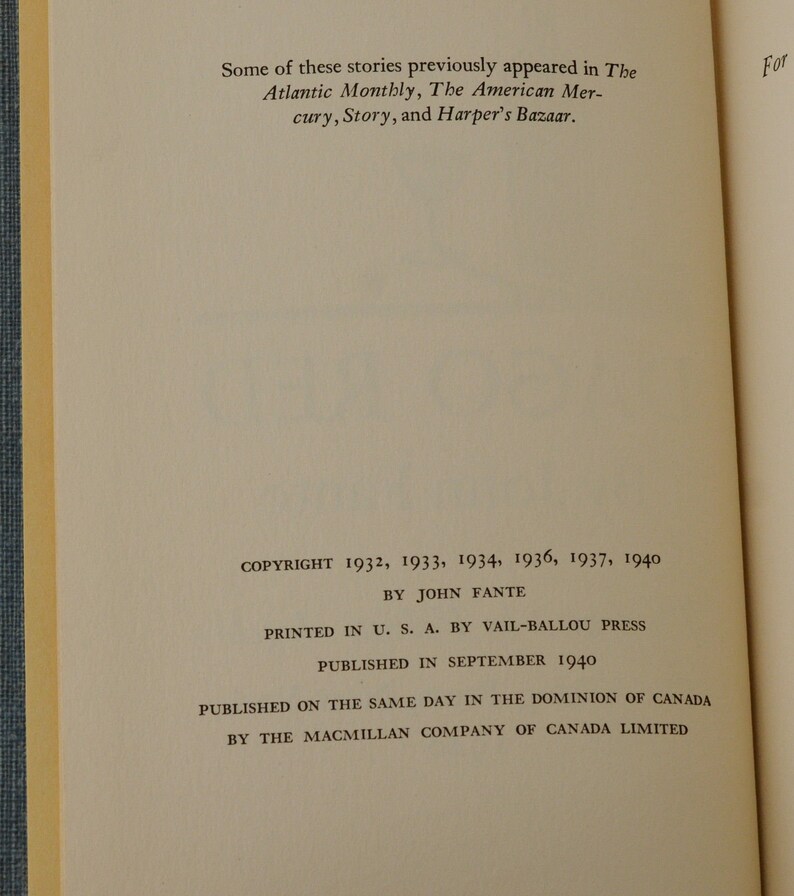 Some of these stories previously appeared in The
Atlantic Monthly, The American Mer-
cury, Story, and Harper's Bazaar.
COPYRIGHT 1932, 1933, 1934, 1936, 1937, 1940
BY JOHN FANTE
PRINTED IN U. S. A. BY VAIL-BALLOU PRESS
PUBLISHED IN SEPTEMBER 1940
PUBLISHED ON THE SAME DAY IN THE DOMINION OF CANADA
BY THE MACMILLAN COMPANY OF CANADA LIMITED
For